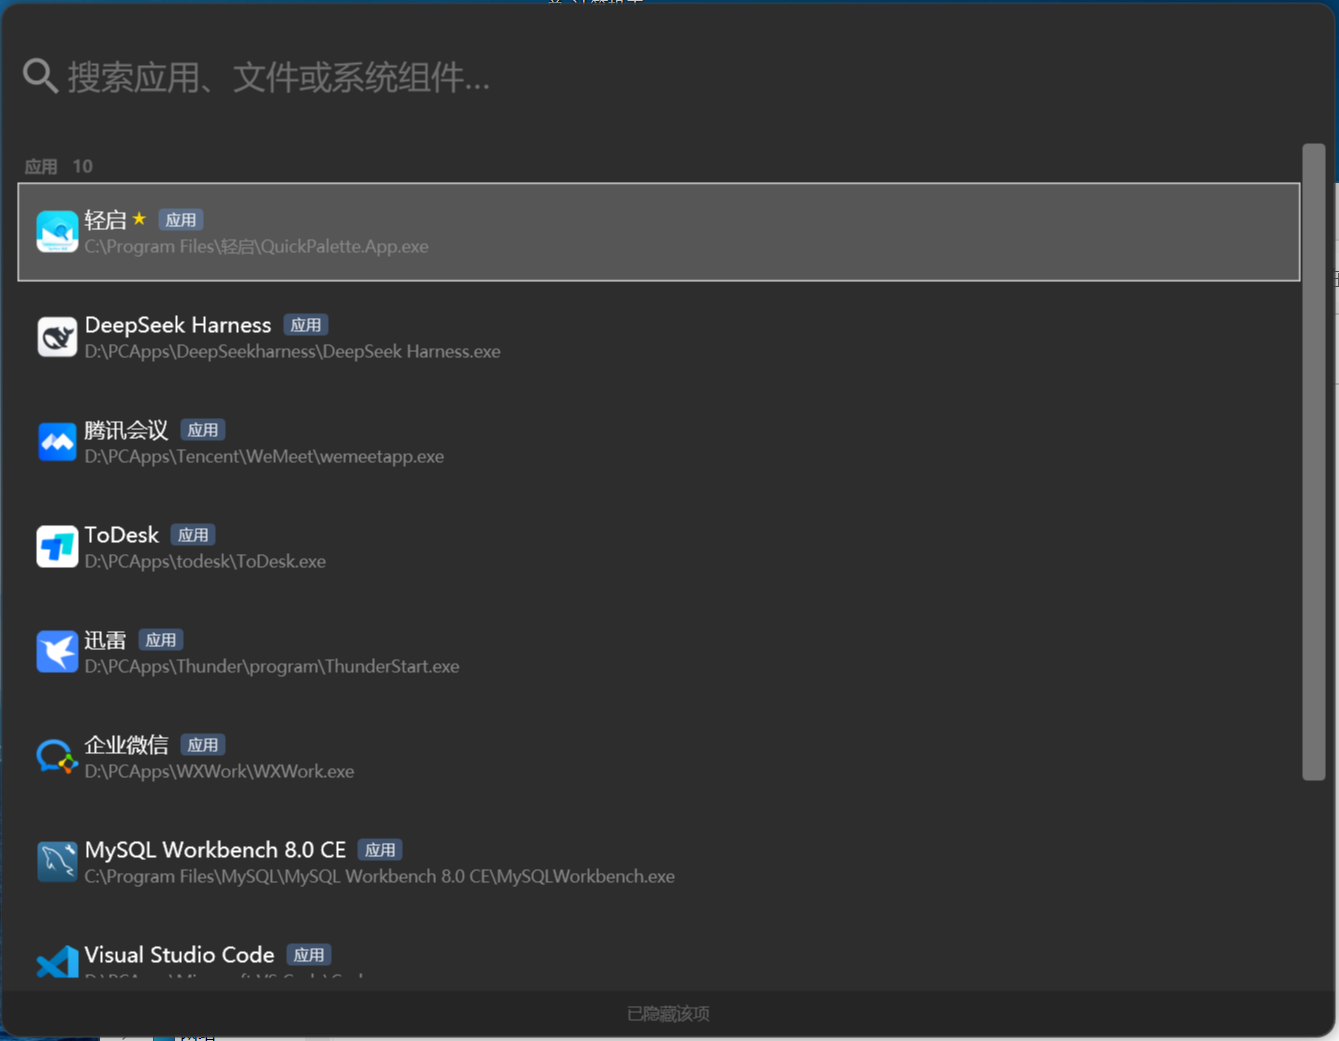 搜索应用、文件或系统组件...
应用 10
轻启 ★ 应用
C:\Program Files\轻启\QuickPalette.App.exe
DeepSeek Harness 应用
D:\PCApps\DeepSeekharness\DeepSeek Harness.exe
腾讯会议 应用
D:\PCApps\Tencent\WeMeet\wemeetapp.exe
ToDesk 应用
D:\PCApps\todesk\ToDesk.exe
迅雷 应用
D:\PCApps\Thunder\program\ThunderStart.exe
企业微信 应用
D:\PCApps\WXWork\WXWork.exe
MySQL Workbench 8.0 CE 应用
C:\Program Files\MySQL\MySQL Workbench 8.0 CE\MySQLWorkbench.exe
Visual Studio Code 应用
已隐藏该项